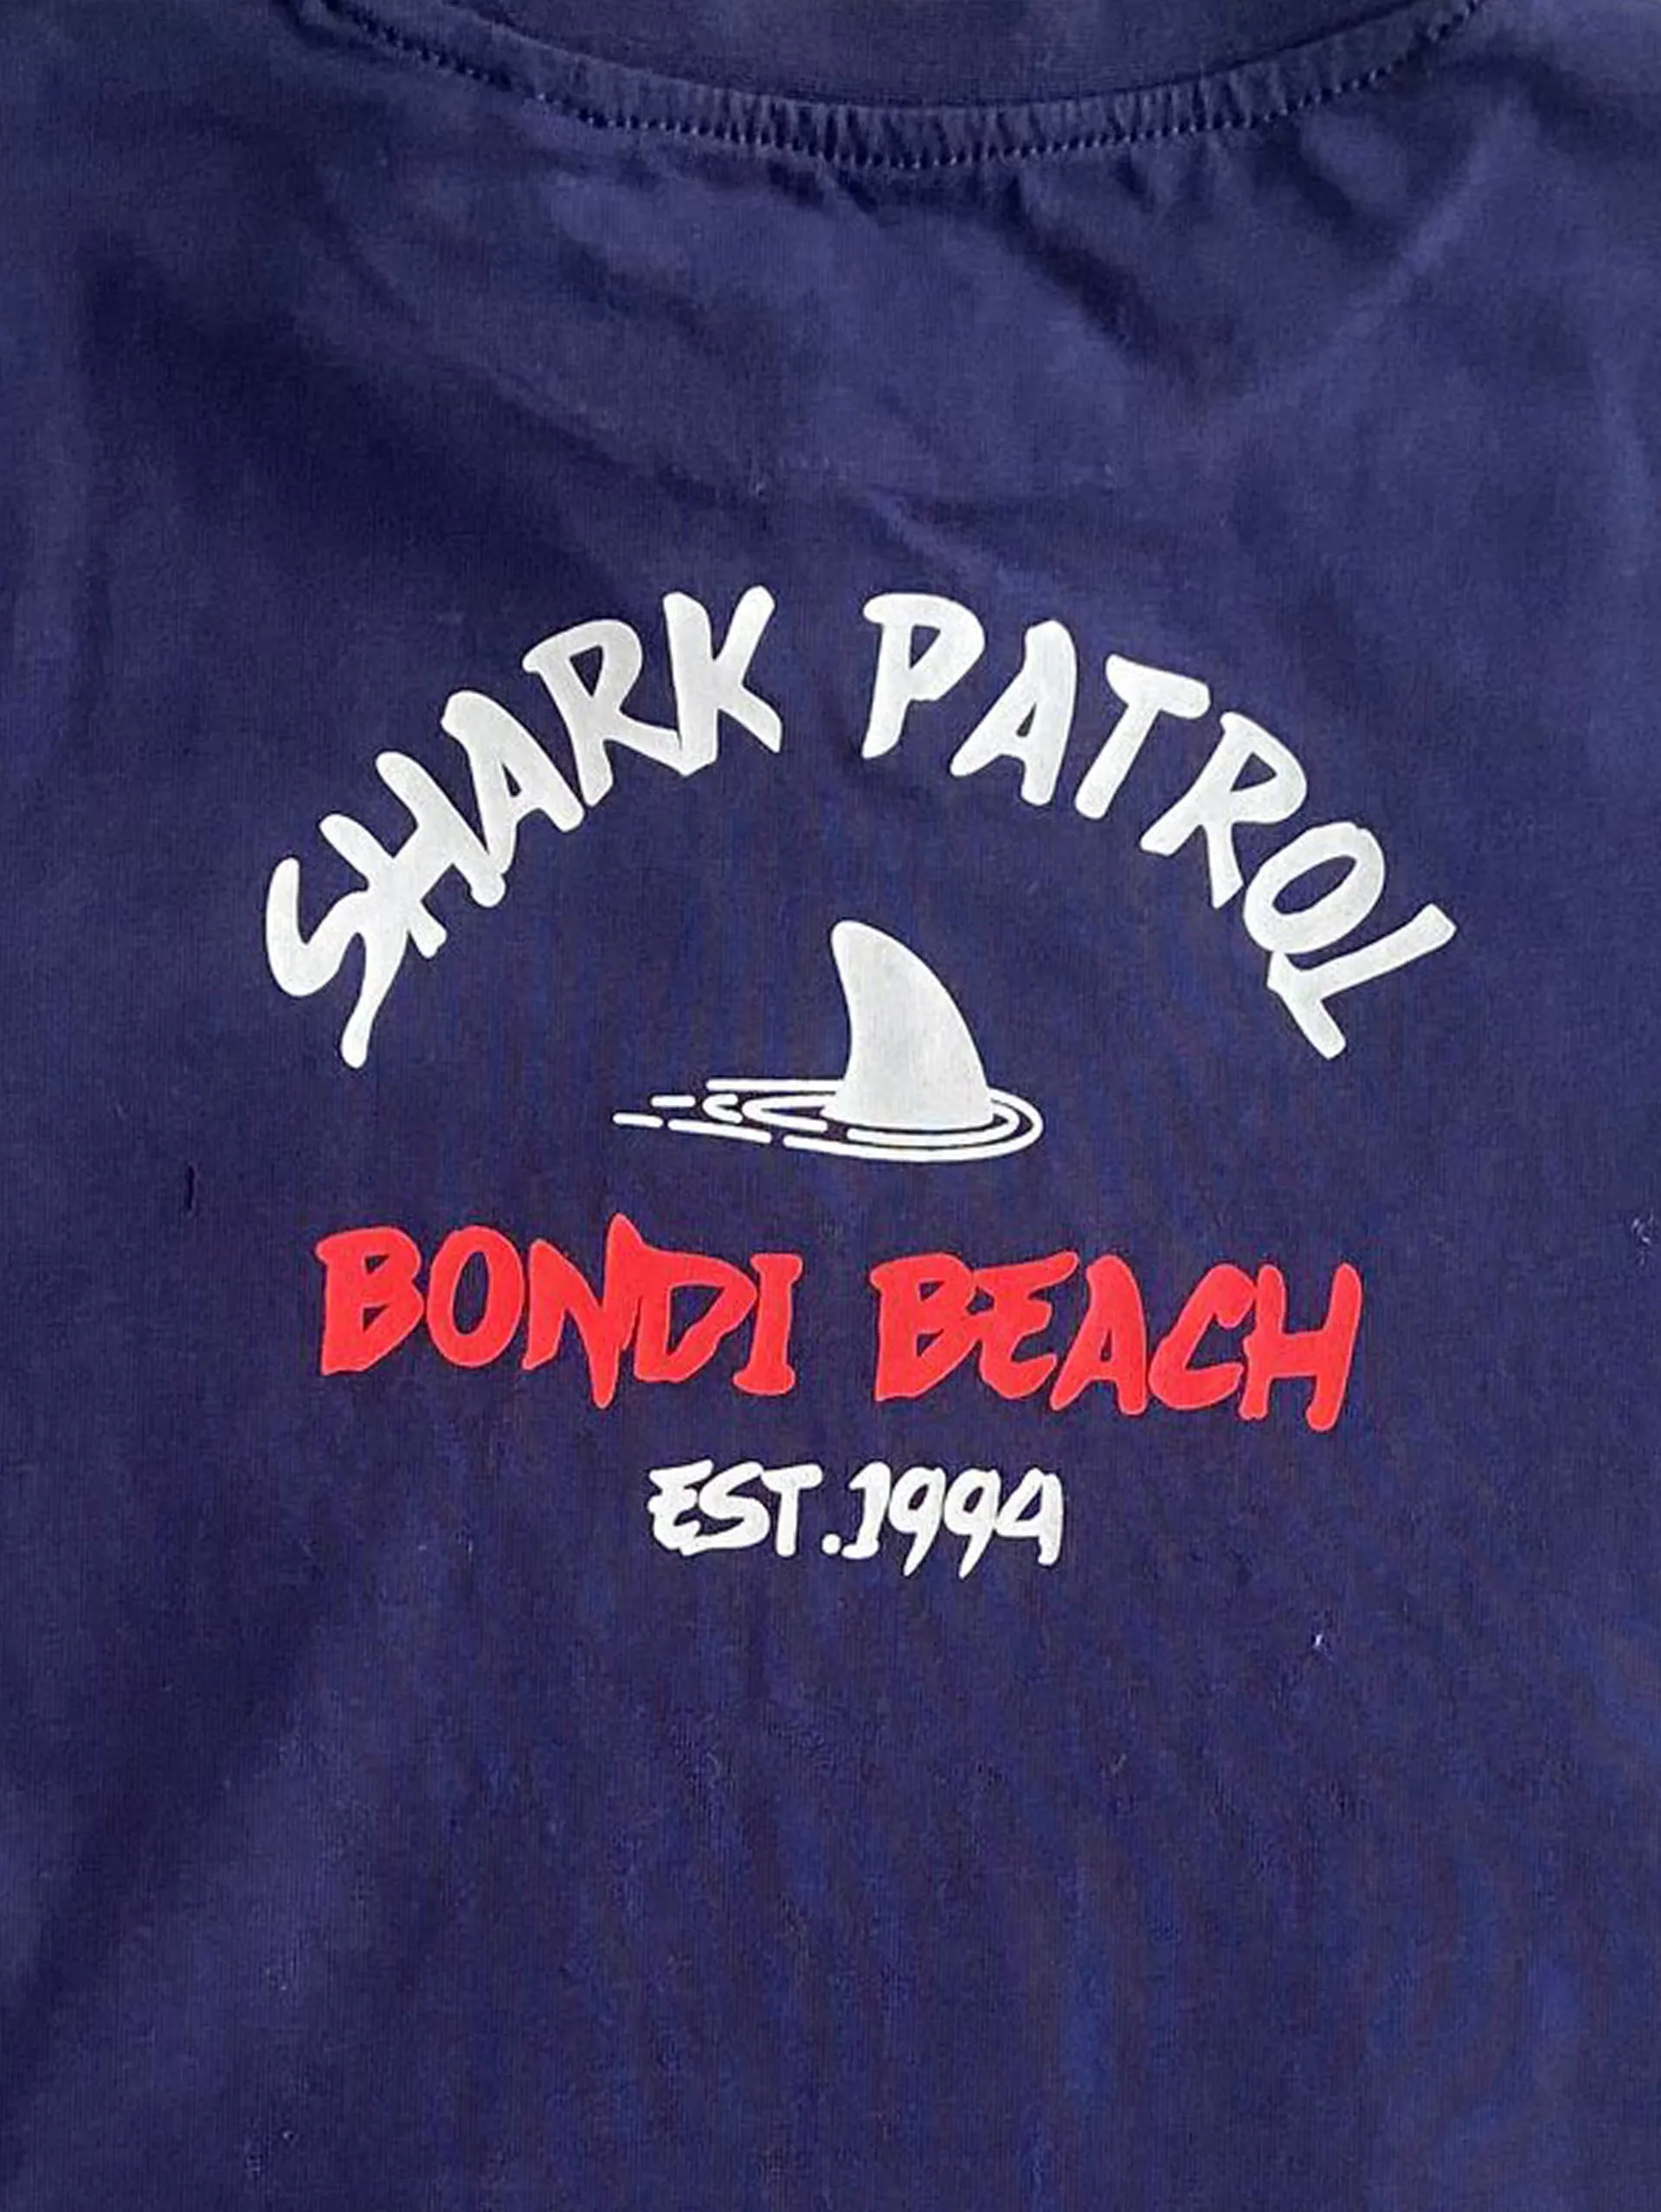 SHARK PATROL
BONDI BEACH
EST.1994